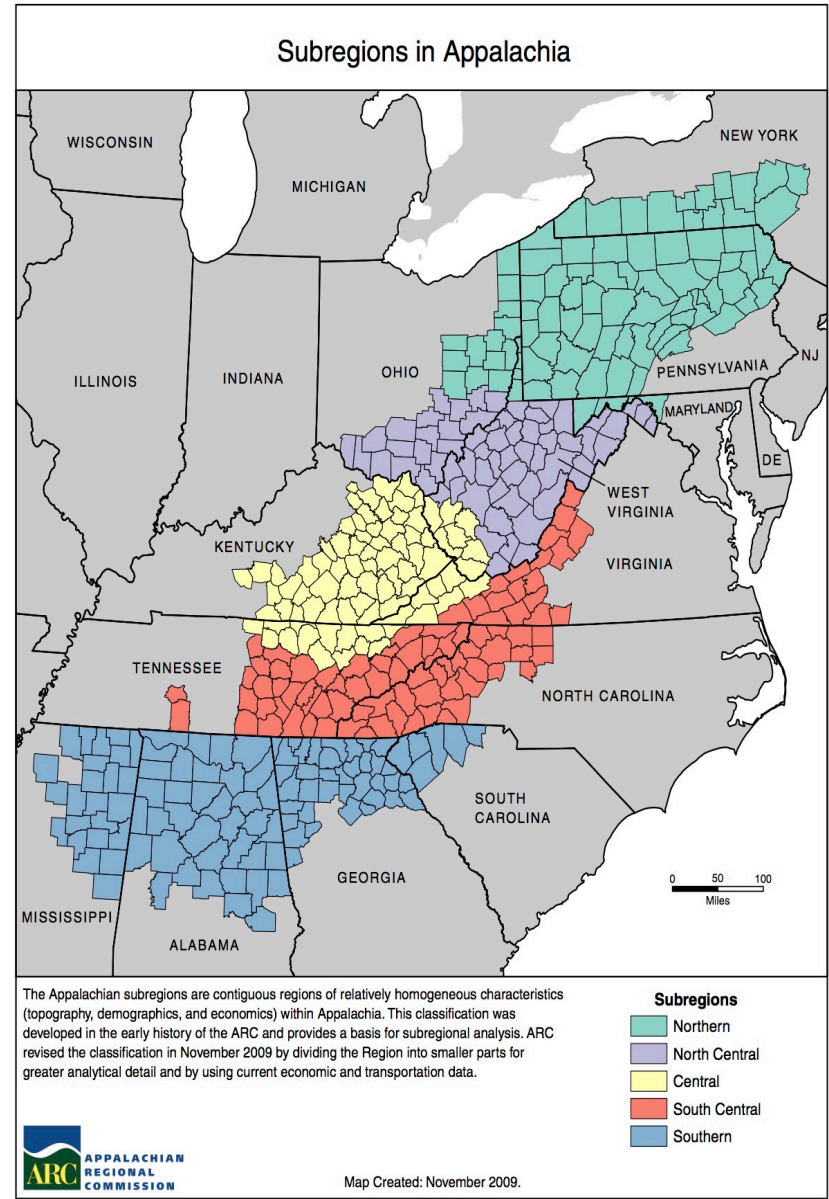 Subregions in Appalachia
WISCONSIN
NEW YORK
MICHIGAN
ILLINOIS
INDIANA
OHIO
PENNSYLVANIA
NJ
MARYLAND
DE
WEST
VIRGINIA
KENTUCKY
VIRGINIA
TENNESSEE
NORTH CAROLINA
SOUTH
CAROLINA
GEORGIA
MISSISSIPPI
ALABAMA
0 50 100
Miles
The Appalachian subregions are contiguous regions of relatively homogeneous characteristics
(topography, demographics, and economics) within Appalachia. This classification was
developed in the early history of the ARC and provides a basis for subregional analysis. ARC
revised the classification in November 2009 by dividing the Region into smaller parts for
greater analytical detail and by using current economic and transportation data.
Subregions
Northern
North Central
Central
South Central
Southern
ARC
APPALACHIAN
REGIONAL
COMMISSION
Map Created: November 2009.